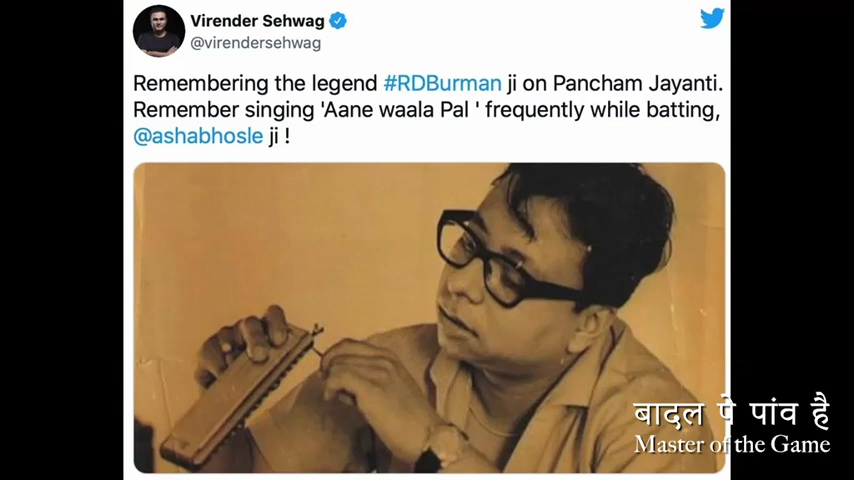 Virender Sehwag
@virendersehwag
Remembering the legend #RDBurman ji on Pancham Jayanti.
Remember singing 'Aane waala Pal ' frequently while batting,
@ashabhosle ji !
बादल पे पांव है
Master of the Game